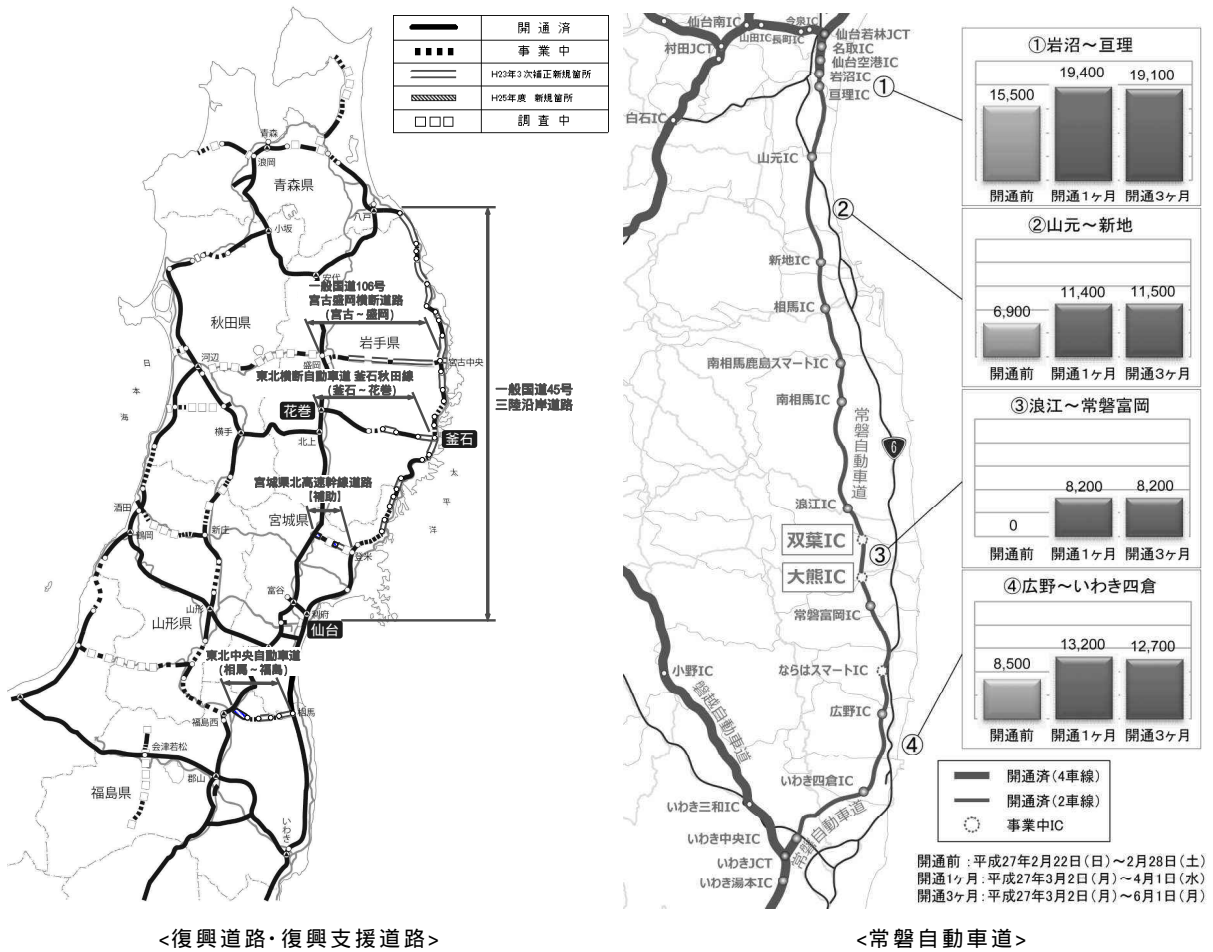 開通済
事業中
H23年3次補正新規箇所
H25年度 新規箇所
調査中
青森
浪岡
青森県
八戸
小坂
安代
一般国道106号
宮古盛岡横断道路
(宮古~盛岡)
秋田県
岩手県
河辺
盛岡
宮古中央
日本海
東北横断自動車道 釜石秋田線
(釜石~花巻)
一般国道45号
三陸沿岸道路
花巻
横手
北上
釜石
太平洋
宮城県北高速幹線道路
【補助】
酒田
宮城県
新庄
鶴岡
登米
富谷
山形
利府
山形県
仙台
東北中央自動車道
(相馬~福島)
福島西
相馬
会津若松
郡山
福島県
いわき
<復興道路・復興支援道路>
仙台南IC
今泉IC
山田IC
長町IC
仙台若林JCT
村田JCT
名取IC
仙台空港IC
岩沼IC
亘理IC
①
白石IC
山元IC
②
新地IC
相馬IC
南相馬鹿島スマートIC
南相馬IC
常磐自動車道
6
浪江IC
双葉IC
③
大熊IC
常磐富岡IC
小野IC
ならはスマートIC
磐越自動車道
広野IC
④
いわき四倉IC
いわき三和IC
常磐自動車道
いわき中央IC
いわきJCT
いわき湯本IC
①岩沼~亘理
15,500
19,400
19,100
開通前
開通1ヶ月
開通3ヶ月
②山元~新地
6,900
11,400
11,500
開通前
開通1ヶ月
開通3ヶ月
③浪江~常磐富岡
0
8,200
8,200
開通前
開通1ヶ月
開通3ヶ月
④広野~いわき四倉
8,500
13,200
12,700
開通前
開通1ヶ月
開通3ヶ月
開通済(4車線)
開通済(2車線)
事業中IC
開通前:平成27年2月22日(日)~2月28日(土)
開通1ヶ月:平成27年3月2日(月)~4月1日(水)
開通3ヶ月:平成27年3月2日(月)~6月1日(月)
<常磐自動車道>